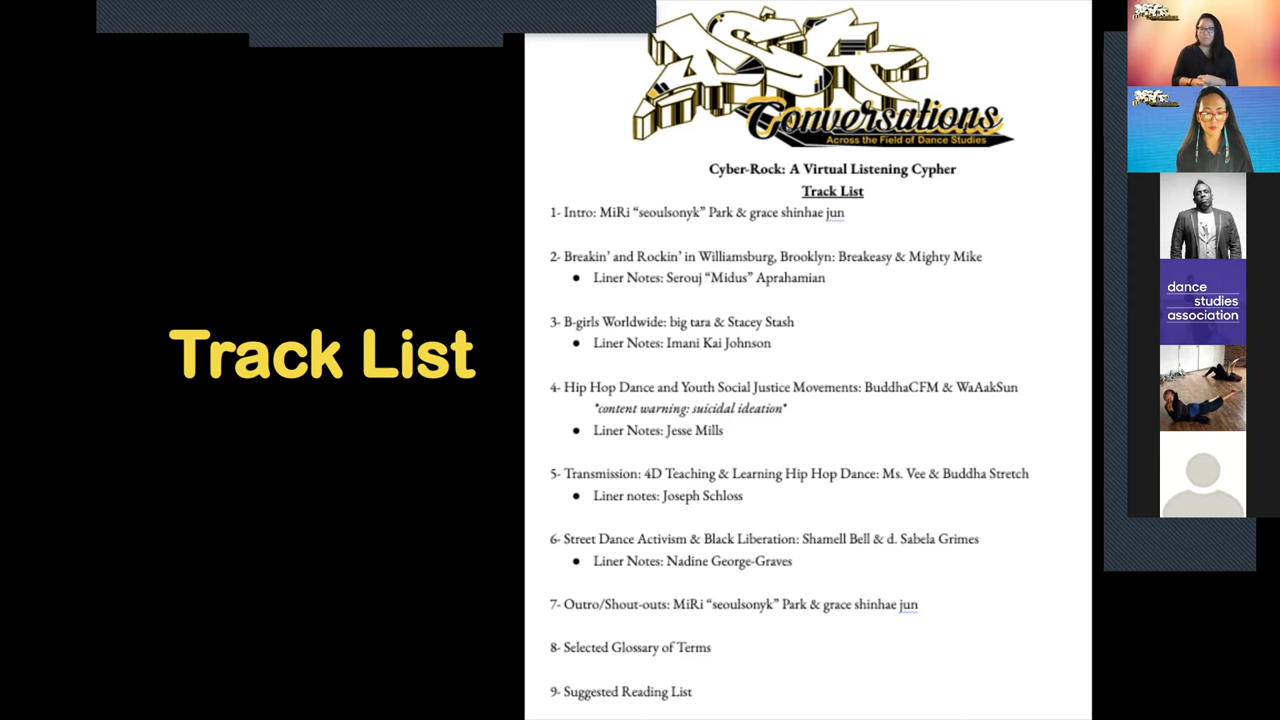 DSA
Conversations
Across the Field of Dance Studies
Cyber-Rock: A Virtual Listening Cypher
Track List
1- Intro: MiRi “seoulsonyk” Park & grace shinhae jun
2- Breakin’ and Rockin’ in Williamsburg, Brooklyn: Breakeasy & Mighty Mike
● Liner Notes: Serouj “Midus” Aprahamian
3- B-girls Worldwide: big tara & Stacey Stash
● Liner Notes: Imani Kai Johnson
4- Hip Hop Dance and Youth Social Justice Movements: BuddhaCFM & WaAakSun
*content warning: suicidal ideation*
● Liner Notes: Jesse Mills
5- Transmission: 4D Teaching & Learning Hip Hop Dance: Ms. Vee & Buddha Stretch
● Liner notes: Joseph Schloss
6- Street Dance Activism & Black Liberation: Shamell Bell & d. Sabela Grimes
● Liner Notes: Nadine George-Graves
7- Outro/Shout-outs: MiRi “seoulsonyk” Park & grace shinhae jun
8- Selected Glossary of Terms
9- Suggested Reading List
Track List
dance
studies
association